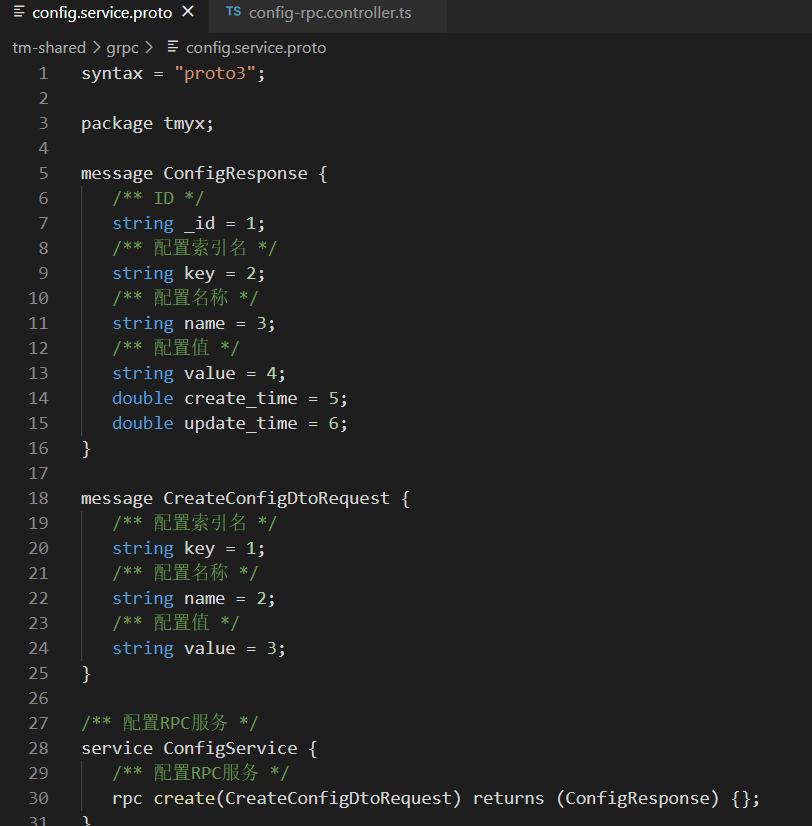 config.service.proto
TS config-rpc.controller.ts
tm-shared > grpc > config.service.proto
1 syntax = "proto3";
2
3 package tmyx;
4
5 message ConfigResponse {
6 /** ID */
7 string _id = 1;
8 /** 配置索引名 */
9 string key = 2;
10 /** 配置名称 */
11 string name = 3;
12 /** 配置值 */
13 string value = 4;
14 double create_time = 5;
15 double update_time = 6;
16 }
17
18 message CreateConfigDtoRequest {
19 /** 配置索引名 */
20 string key = 1;
21 /** 配置名称 */
22 string name = 2;
23 /** 配置值 */
24 string value = 3;
25 }
26
27 /** 配置RPC服务 */
28 service ConfigService {
29 /** 配置RPC服务 */
30 rpc create(CreateConfigDtoRequest) returns (ConfigResponse) {};
31 }